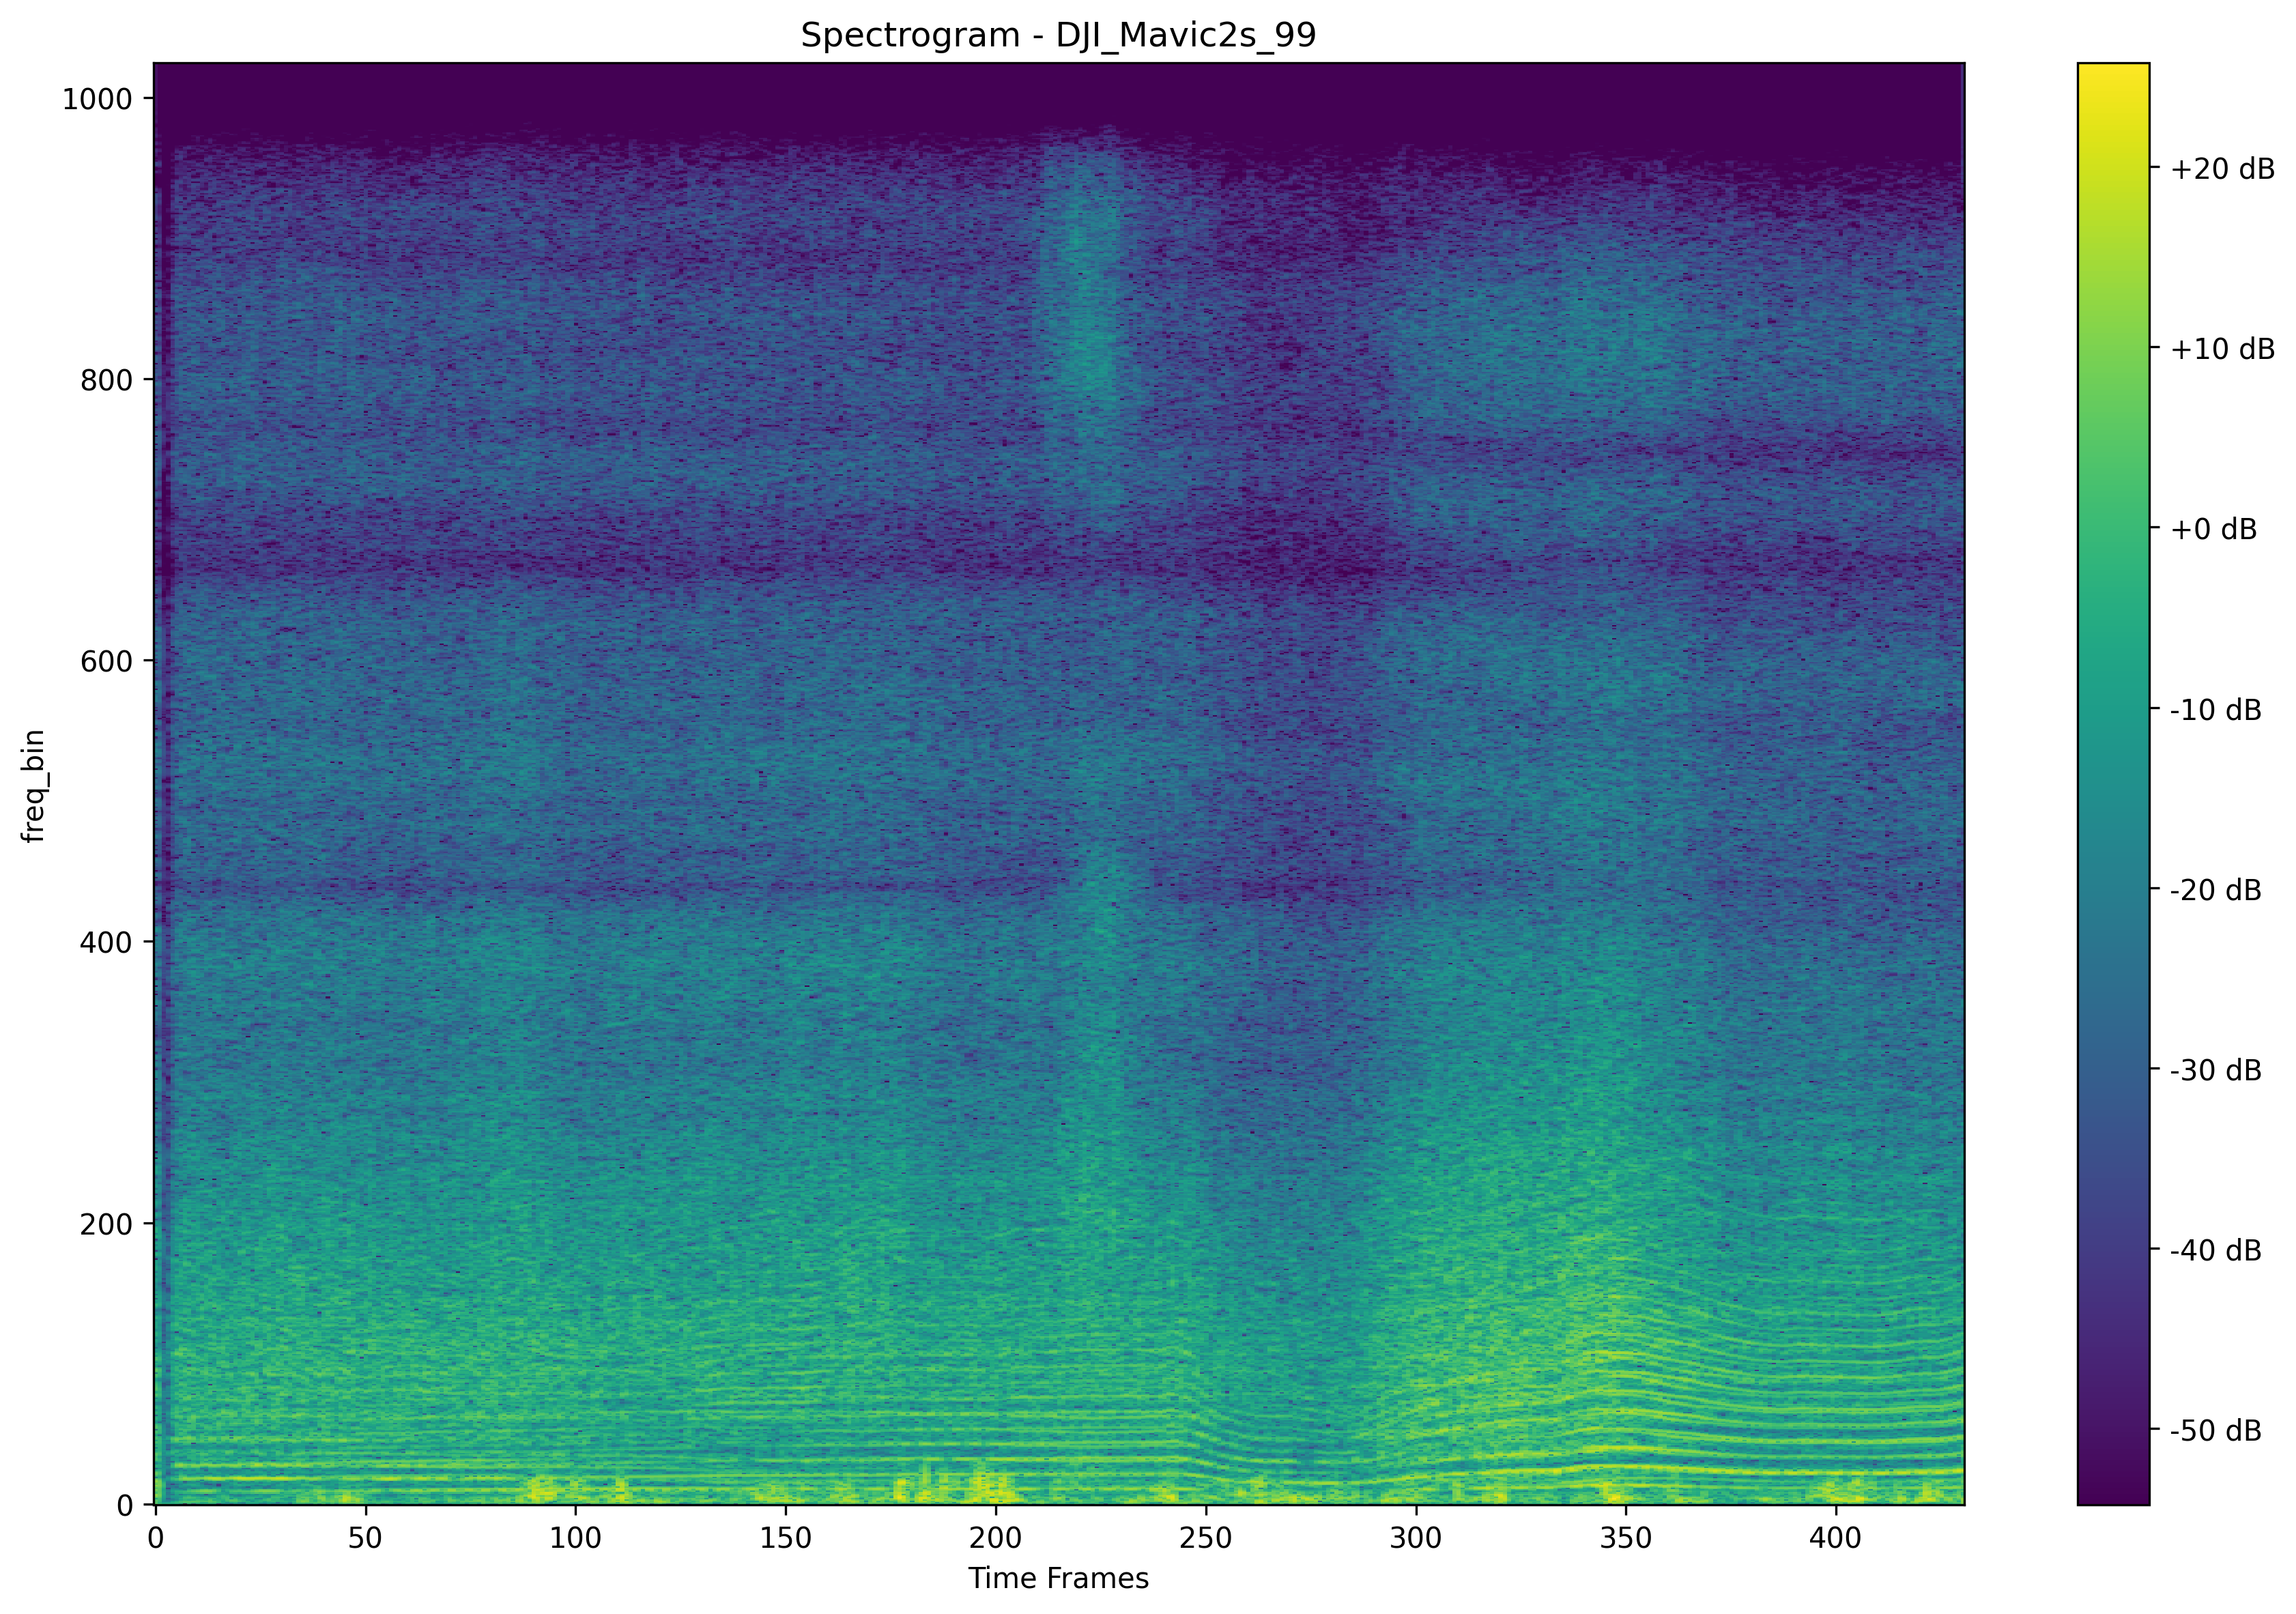 Spectrogram - DJI_Mavic2s_99
freq_bin
1000
800
600
400
200
0
0 50 100 150 200 250 300 350 400
Time Frames
+20 dB
+10 dB
+0 dB
-10 dB
-20 dB
-30 dB
-40 dB
-50 dB